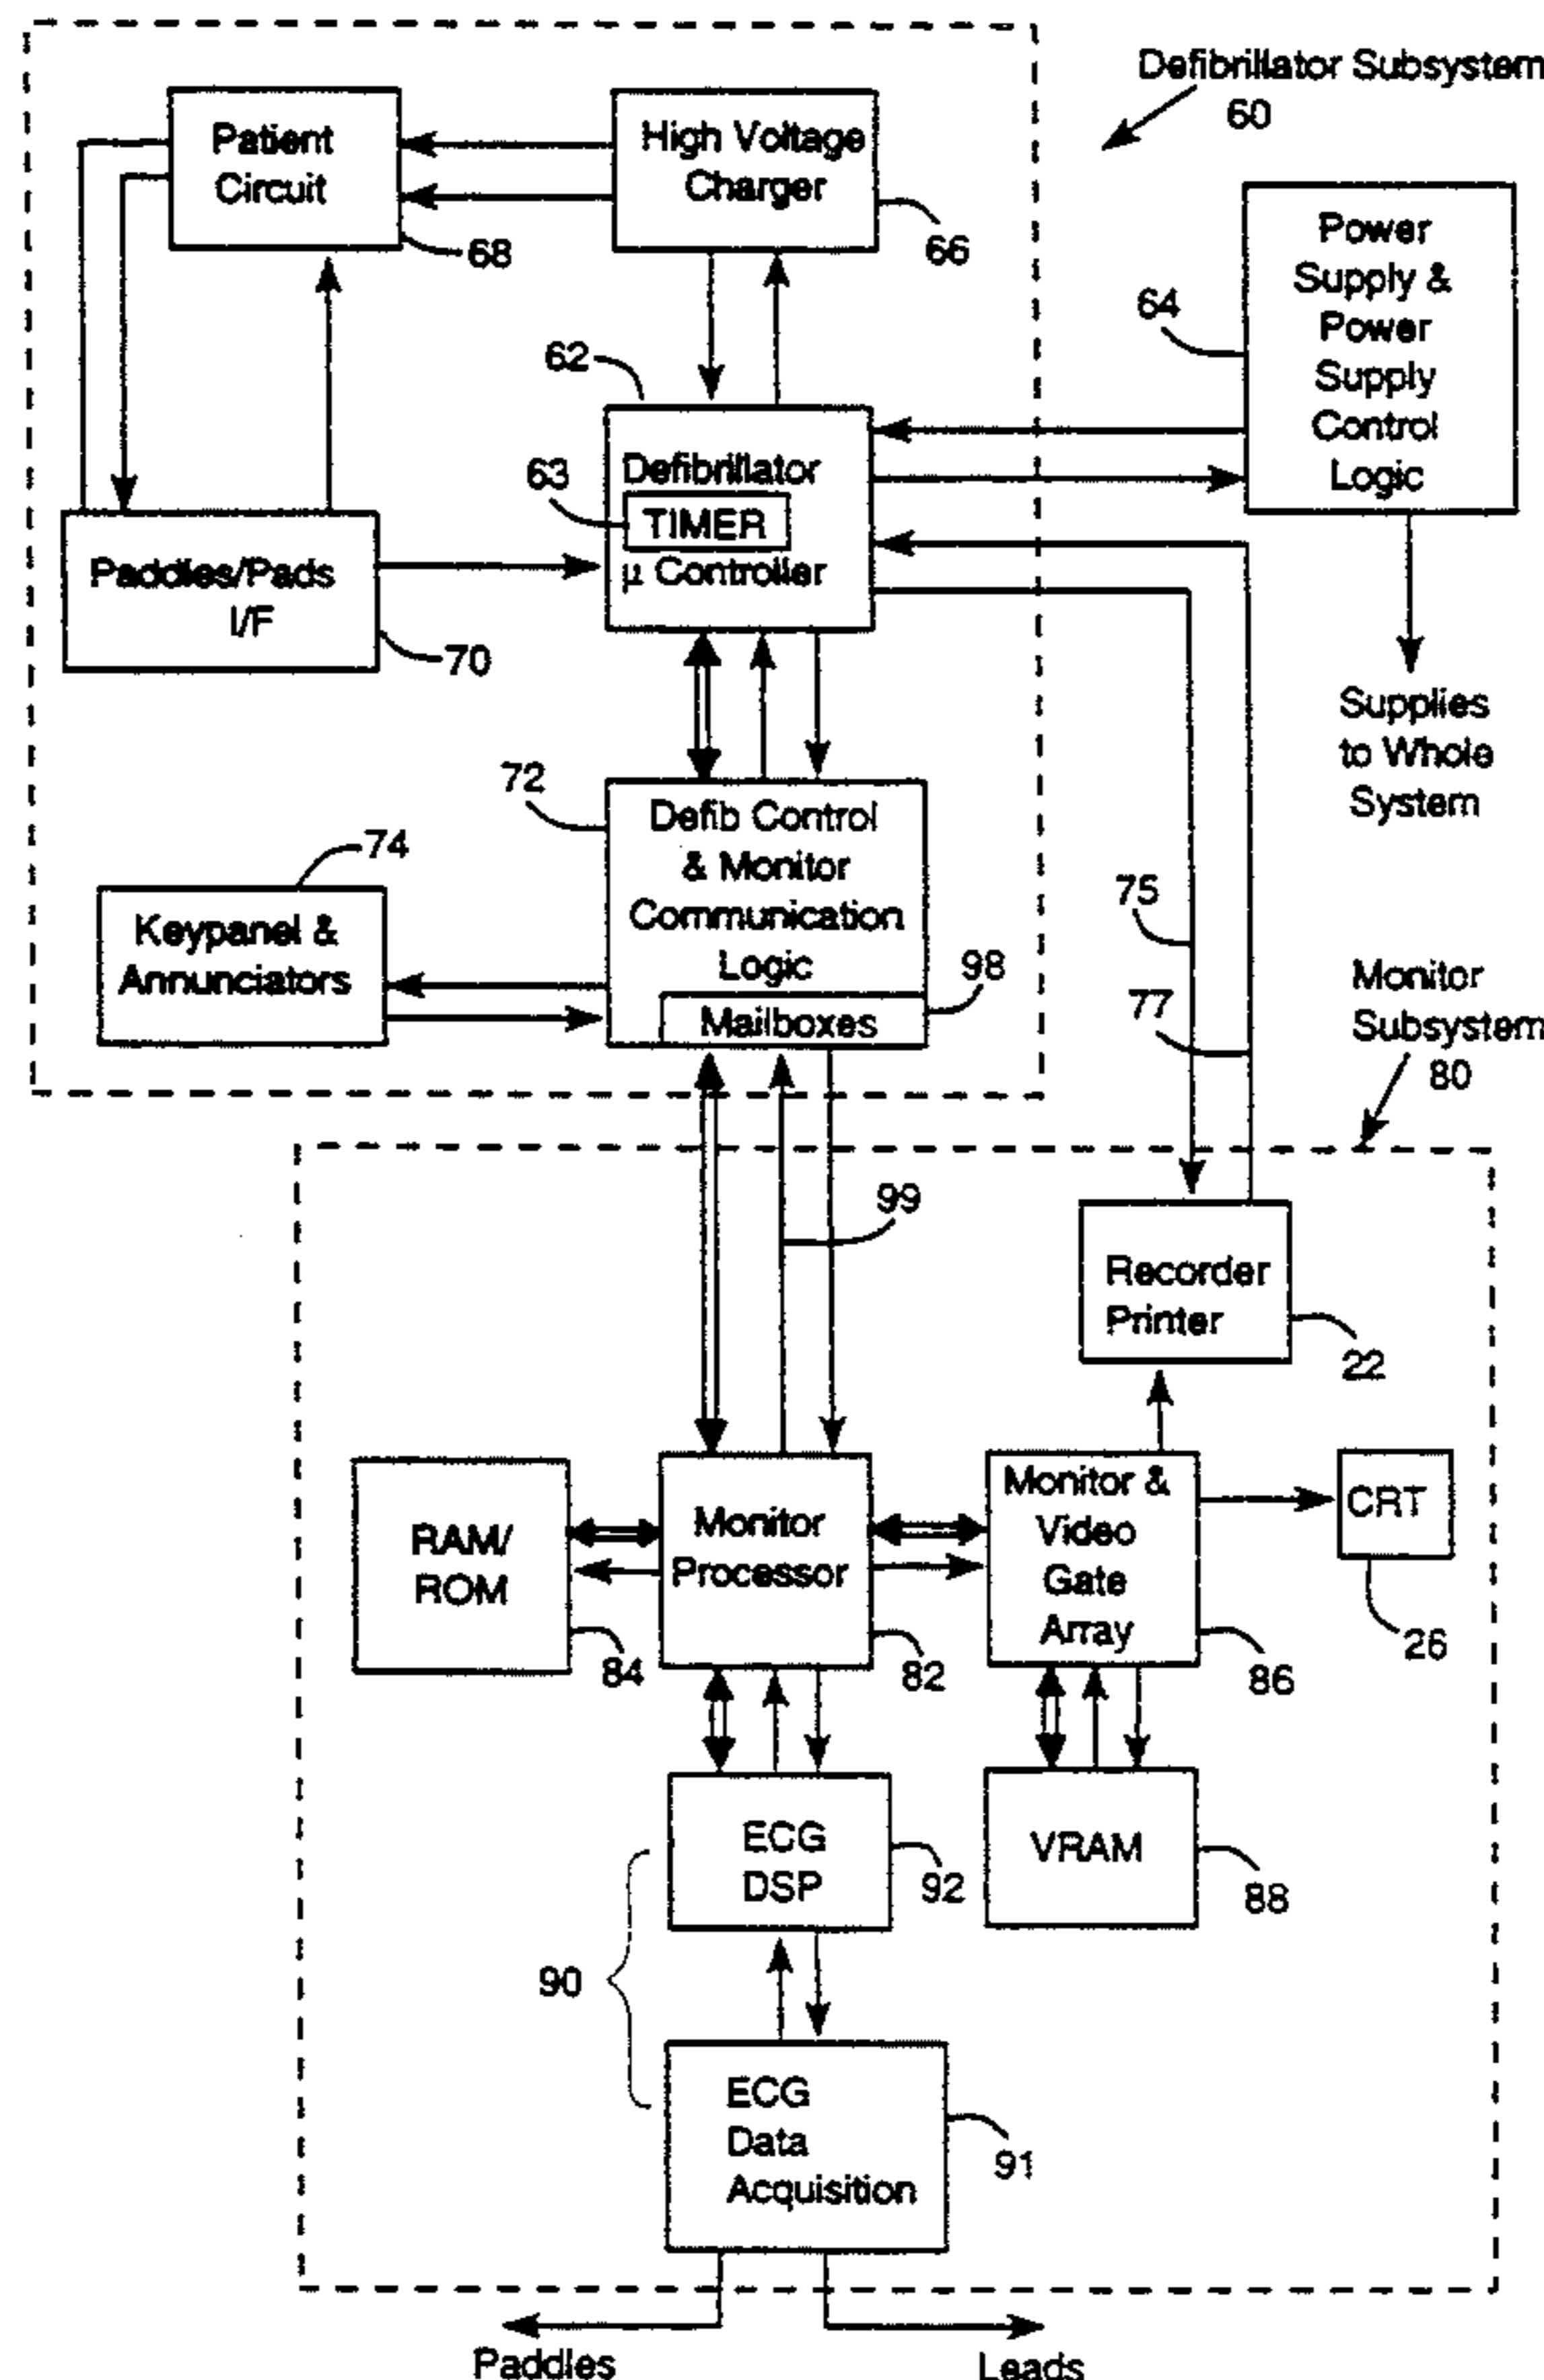 Defibrillator Subsystem
60
Patient
Circuit
68
High Voltage
Charger
66
Power
Supply &
Power
Supply
Control
Logic
64
62
Defibrillator
63
TIMER
μ Controller
Paddles/Pads
I/F
70
Supplies
to Whole
System
72
Defib Control
& Monitor
Communication
Logic
98
Mailboxes
74
Keypanel &
Annunciators
75
77
Monitor
Subsystem
80
99
Recorder
Printer
22
RAM/
ROM
84
Monitor
Processor
82
Monitor &
Video
Gate
Array
86
CRT
26
ECG
DSP
92
VRAM
88
90
ECG
Data
Acquisition
91
Paddles
Leads